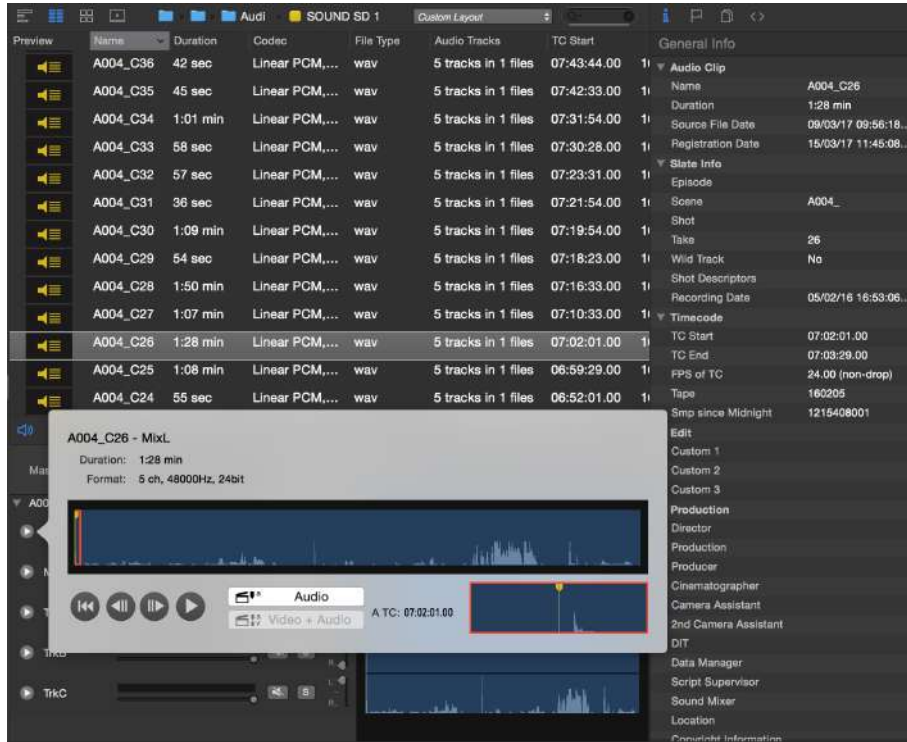 Audi SOUND SD 1 Custom Layout
Preview Name Duration Codec File Type Audio Tracks TC Start
A004_C36 42 sec Linear PCM,... wav 5 tracks in 1 files 07:43:44.00
A004_C35 45 sec Linear PCM,... wav 5 tracks in 1 files 07:42:33.00
A004_C34 1:01 min Linear PCM,... wav 5 tracks in 1 files 07:31:54.00
A004_C33 58 sec Linear PCM,... wav 5 tracks in 1 files 07:30:28.00
A004_C32 57 sec Linear PCM,... wav 5 tracks in 1 files 07:23:31.00
A004_C31 36 sec Linear PCM,... wav 5 tracks in 1 files 07:21:54.00
A004_C30 1:09 min Linear PCM,... wav 5 tracks in 1 files 07:19:54.00
A004_C29 54 sec Linear PCM,... wav 5 tracks in 1 files 07:18:23.00
A004_C28 1:50 min Linear PCM,... wav 5 tracks in 1 files 07:16:33.00
A004_C27 1:07 min Linear PCM,... wav 5 tracks in 1 files 07:10:33.00
A004_C26 1:28 min Linear PCM,... wav 5 tracks in 1 files 07:02:01.00
A004_C25 1:08 min Linear PCM,... wav 5 tracks in 1 files 06:59:29.00
A004_C24 55 sec Linear PCM,... wav 5 tracks in 1 files 06:52:01.00
A004_C26 - MixL
Duration: 1:28 min
Format: 5 ch, 48000Hz, 24bit
Audio
Video + Audio
A TC: 07:02:01.00
TrkC S
General Info
Audio Clip
Name A004_C26
Duration 1:28 min
Source File Date 09/03/17 09:56:18..
Registration Date 15/03/17 11:45:08..
Slate Info
Episode
Scene A004_
Shot
Take 26
Wild Track No
Shot Descriptors
Recording Date 05/02/16 16:53:06..
Timecode
TC Start 07:02:01.00
TC End 07:03:29.00
FPS of TC 24.00 (non-drop)
Tape 160205
Smp since Midnight 1215408001
Edit
Custom 1
Custom 2
Custom 3
Production
Director
Production
Producer
Cinematographer
Camera Assistant
2nd Camera Assistant
DIT
Data Manager
Script Supervisor
Sound Mixer
Location
Copyright Information